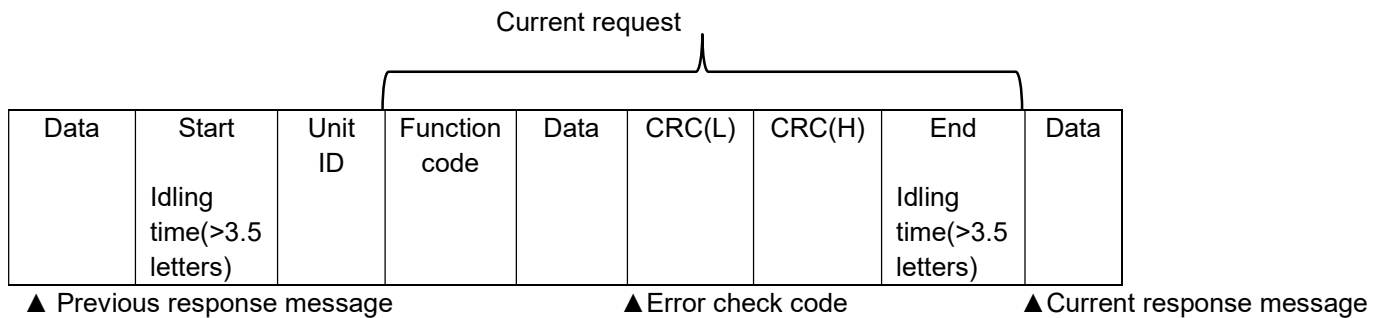 Current request
Data Start Unit Function Data CRC(L) CRC(H) End Data
ID code
Idling Idling
time(>3.5 time(>3.5
letters) letters)
▲ Previous response message ▲Error check code ▲Current response message